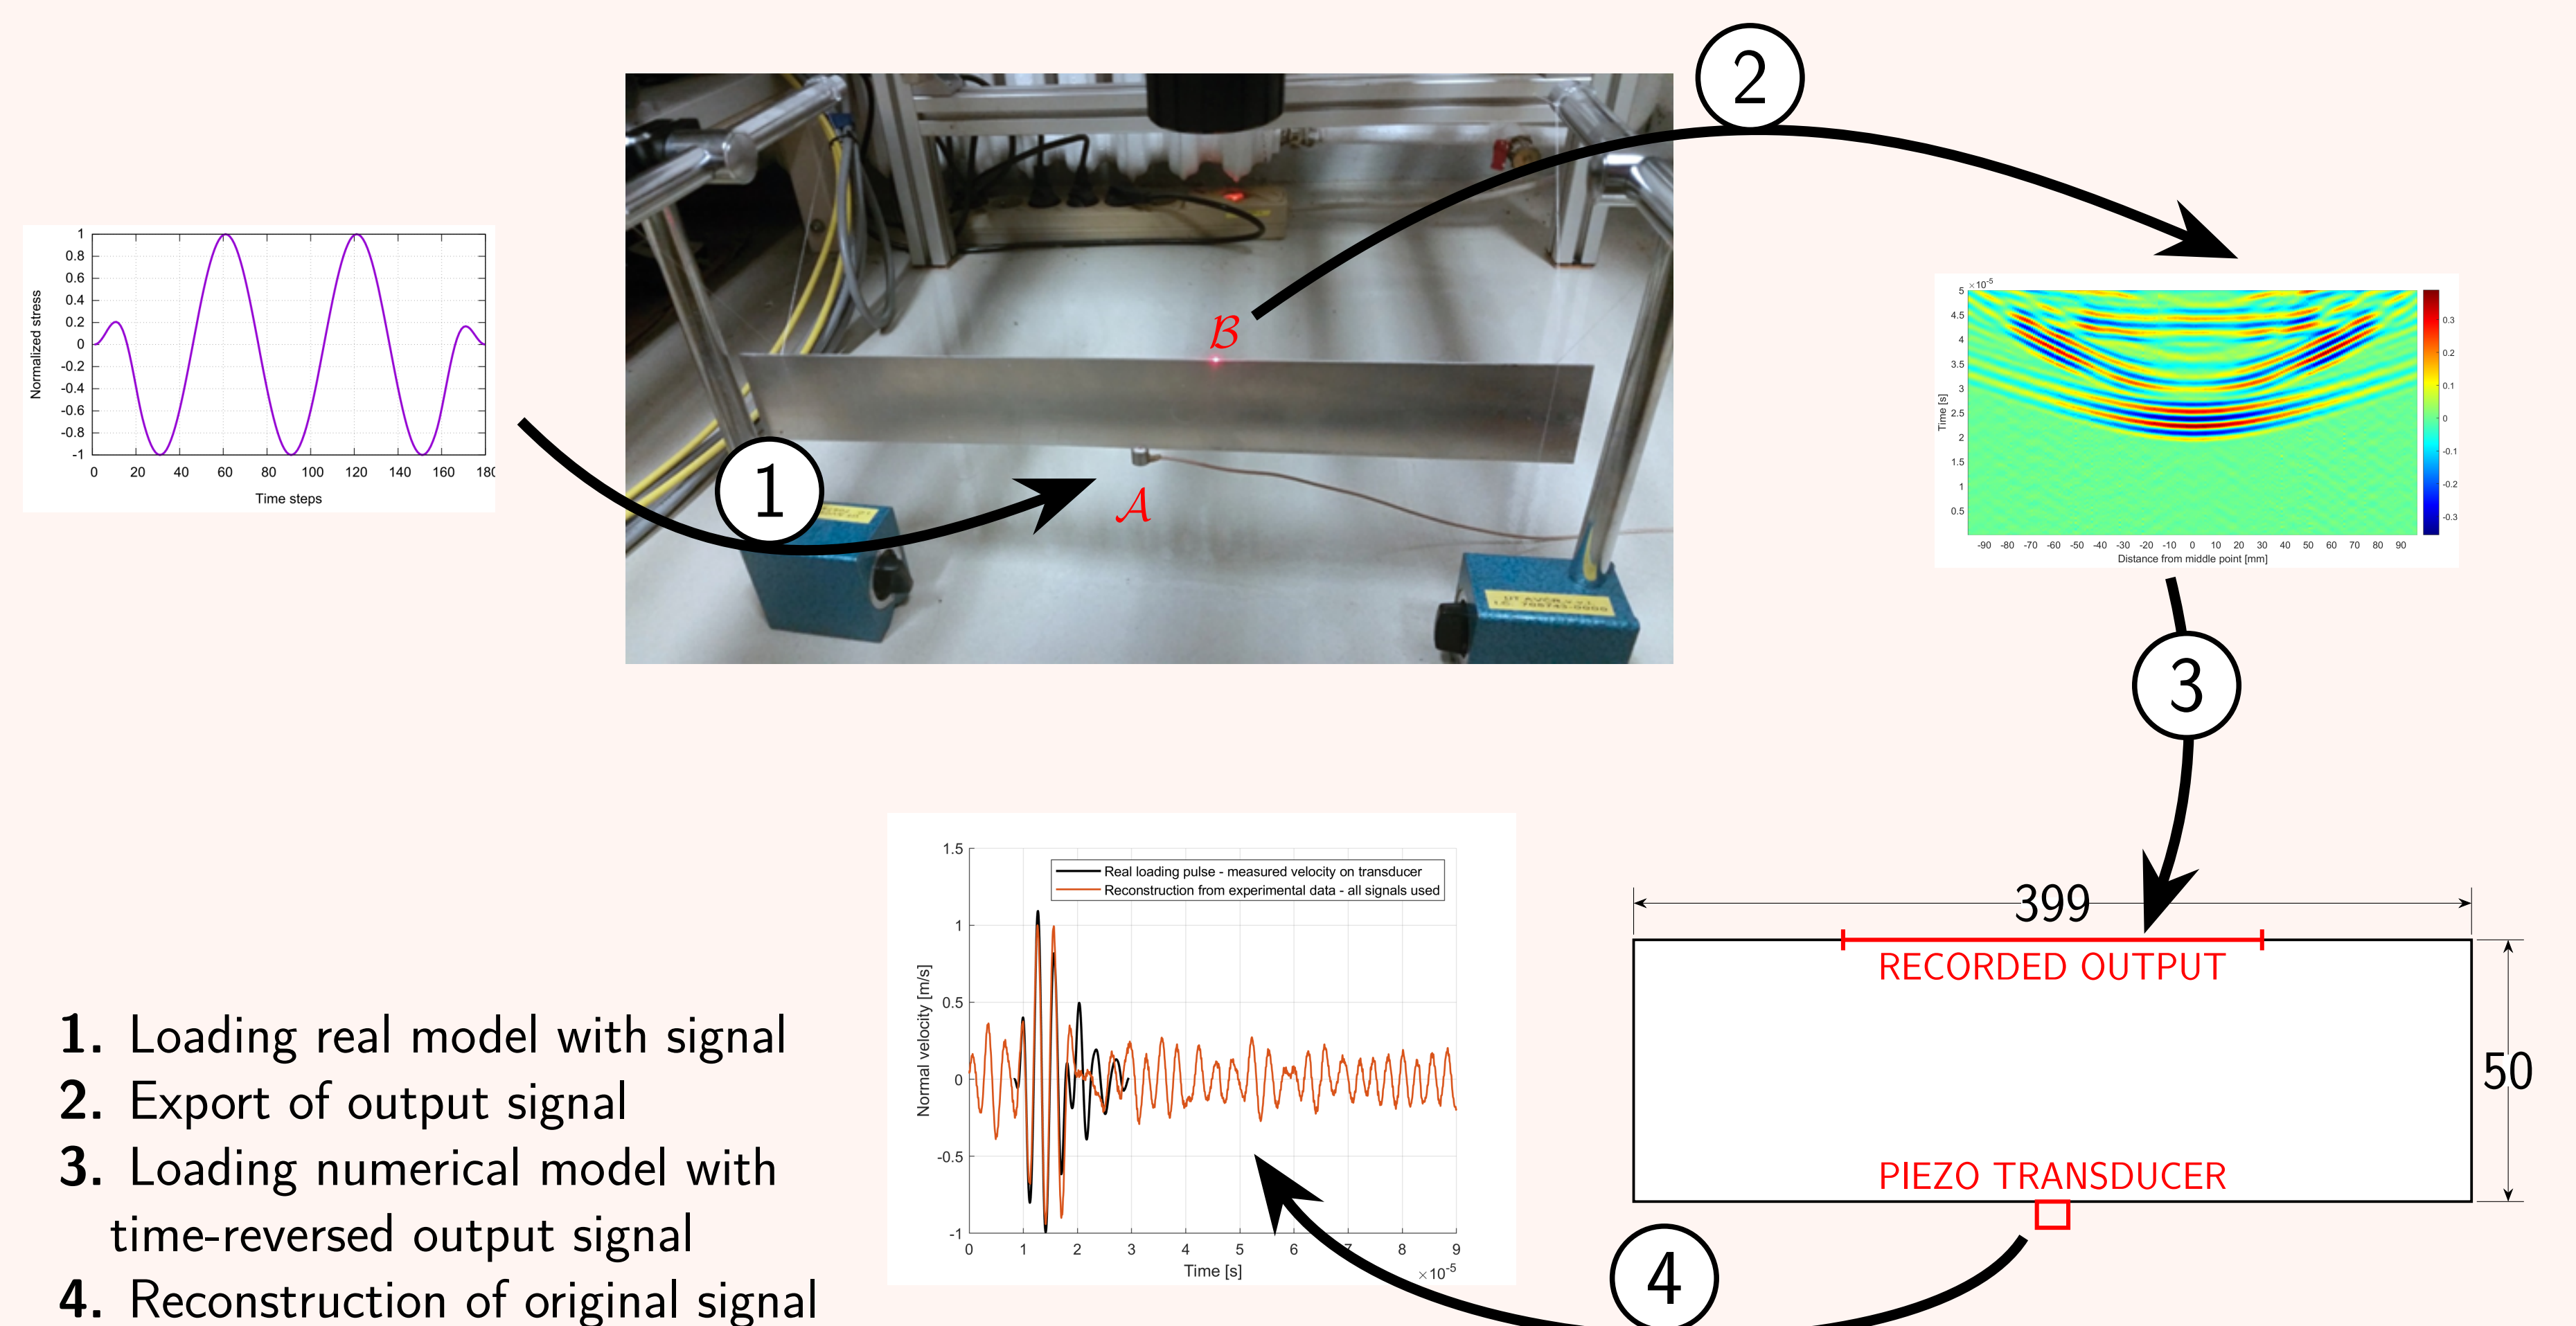 2
1
0.8
0.6
0.4
0.2
0
-0.2
-0.4
-0.6
-0.8
-1
Normalized stress
0 20 40 60 80 100 120 140 160 180
Time steps
B
A
1
5 ×10-5
4.5
4
3.5
3
2.5
2
1.5
1
0.5
Time [s]
-90 -80 -70 -60 -50 -40 -30 -20 -10 0 10 20 30 40 50 60 70 80 90
Distance from middle point [mm]
0.3
0.2
0.1
0
-0.1
-0.2
-0.3
3
399
RECORDED OUTPUT
50
PIEZO TRANSDUCER
4
1.5
1
0.5
0
-0.5
-1
Normal velocity [m/s]
Real loading pulse - measured velocity on transducer
Reconstruction from experimental data - all signals used
0 1 2 3 4 5 6 7 8 9
Time [s]
×10-5
1. Loading real model with signal
2. Export of output signal
3. Loading numerical model with
time-reversed output signal
4. Reconstruction of original signal